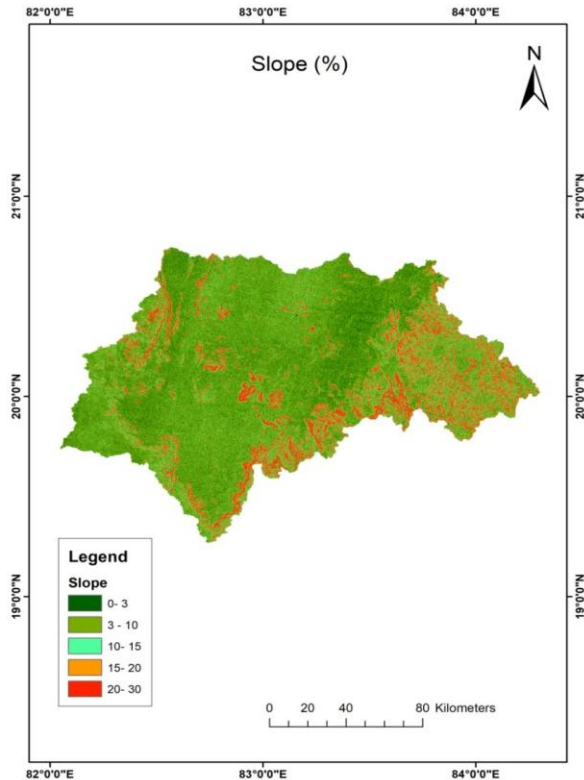 82°0'0"E 83°0'0"E 84°0'0"E
Slope (%)
N
21°0'0"N 21°0'0"N
20°0'0"N 20°0'0"N
19°0'0"N 19°0'0"N
Legend
Slope
0- 3
3 - 10
10- 15
15- 20
20- 30
0 20 40 80 Kilometers
82°0'0"E 83°0'0"E 84°0'0"E